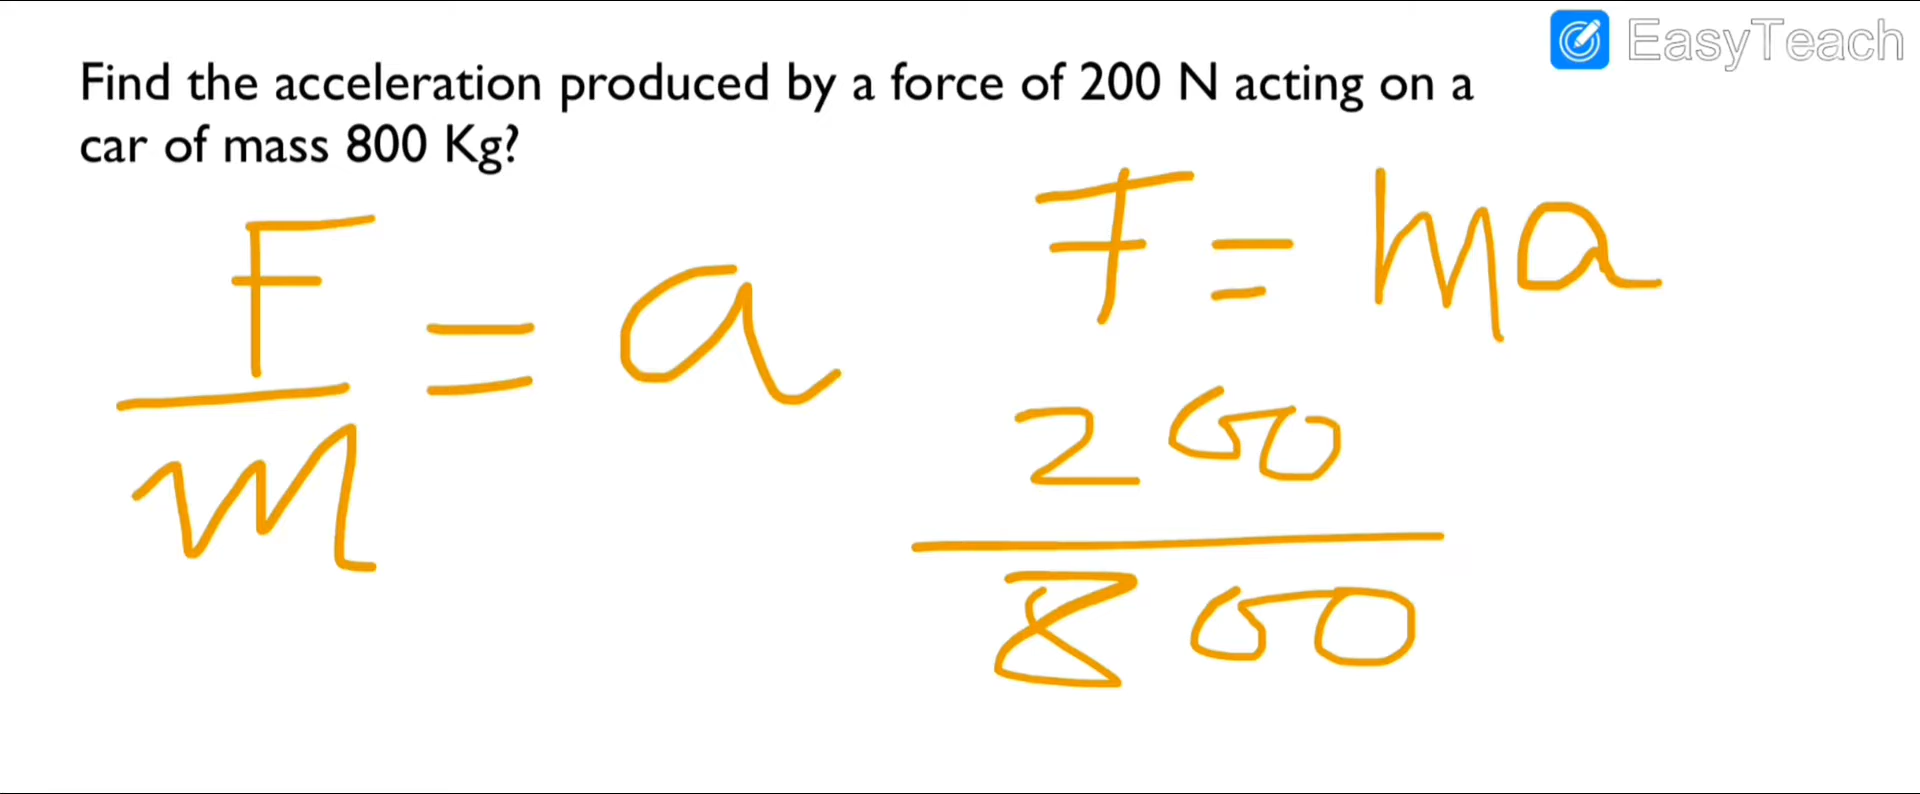 EasyTeach
Find the acceleration produced by a force of 200 N acting on a
car of mass 800 Kg?
F = ma
F
= a
m
200
800